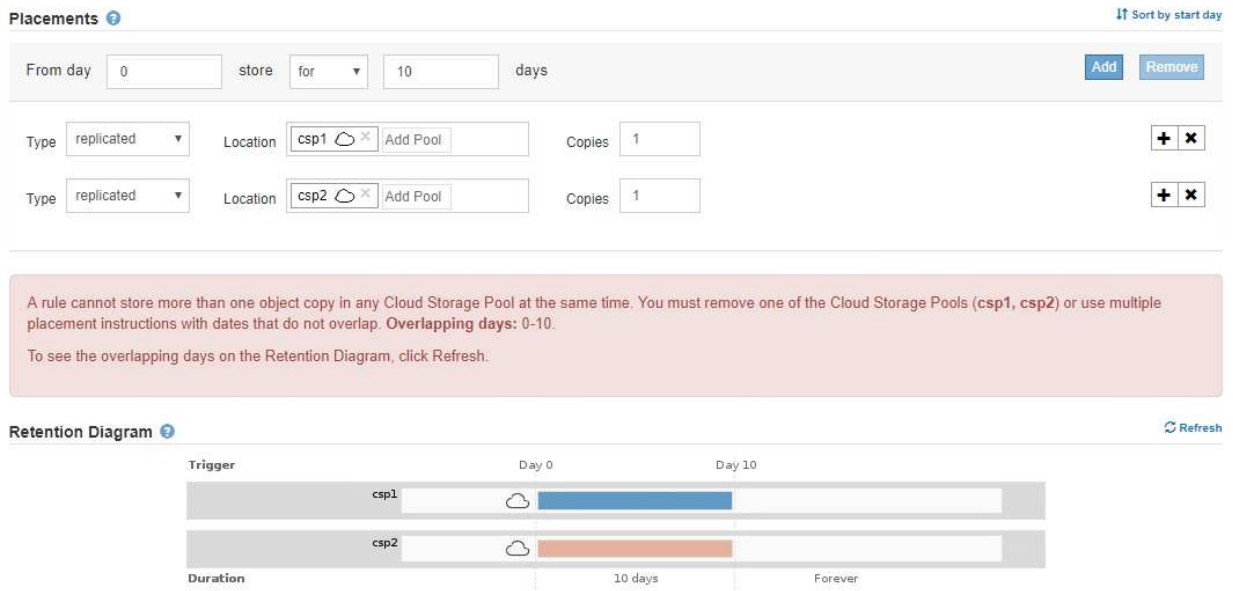 Placements ?
Sort by start day
From day 0 store for 10 days
Add Remove
Type replicated Location csp1 × Add Pool Copies 1
Type replicated Location csp2 × Add Pool Copies 1
A rule cannot store more than one object copy in any Cloud Storage Pool at the same time. You must remove one of the Cloud Storage Pools (csp1, csp2) or use multiple
placement instructions with dates that do not overlap. Overlapping days: 0-10.
To see the overlapping days on the Retention Diagram, click Refresh.
Retention Diagram ?
Refresh
Trigger Day 0 Day 10
csp1
csp2
Duration 10 days Forever